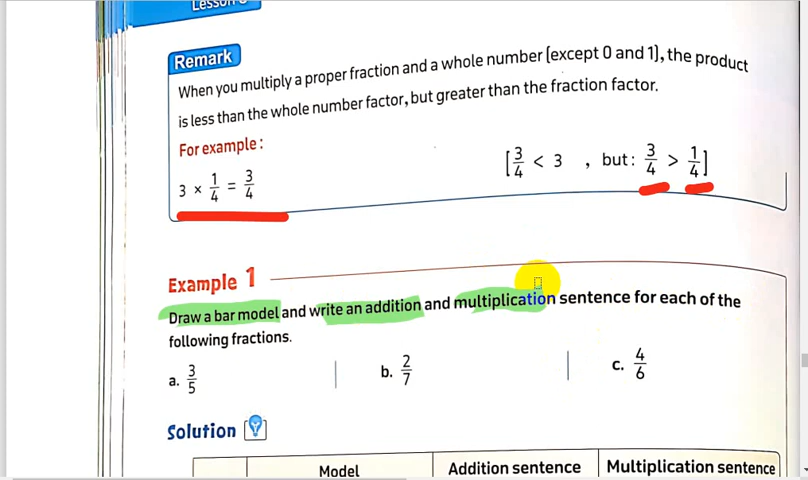 Lesson
Remark
When you multiply a proper fraction and a whole number (except 0 and 1), the product
is less than the whole number factor, but greater than the fraction factor.
For example :
3 × 1/4 = 3/4
[3/4 < 3 , but : 3/4 > 1/4]
Example 1
Draw a bar model and write an addition and multiplication sentence for each of the
following fractions.
a. 3/5 b. 2/7 c. 4/6
Solution
Model Addition sentence Multiplication sentence